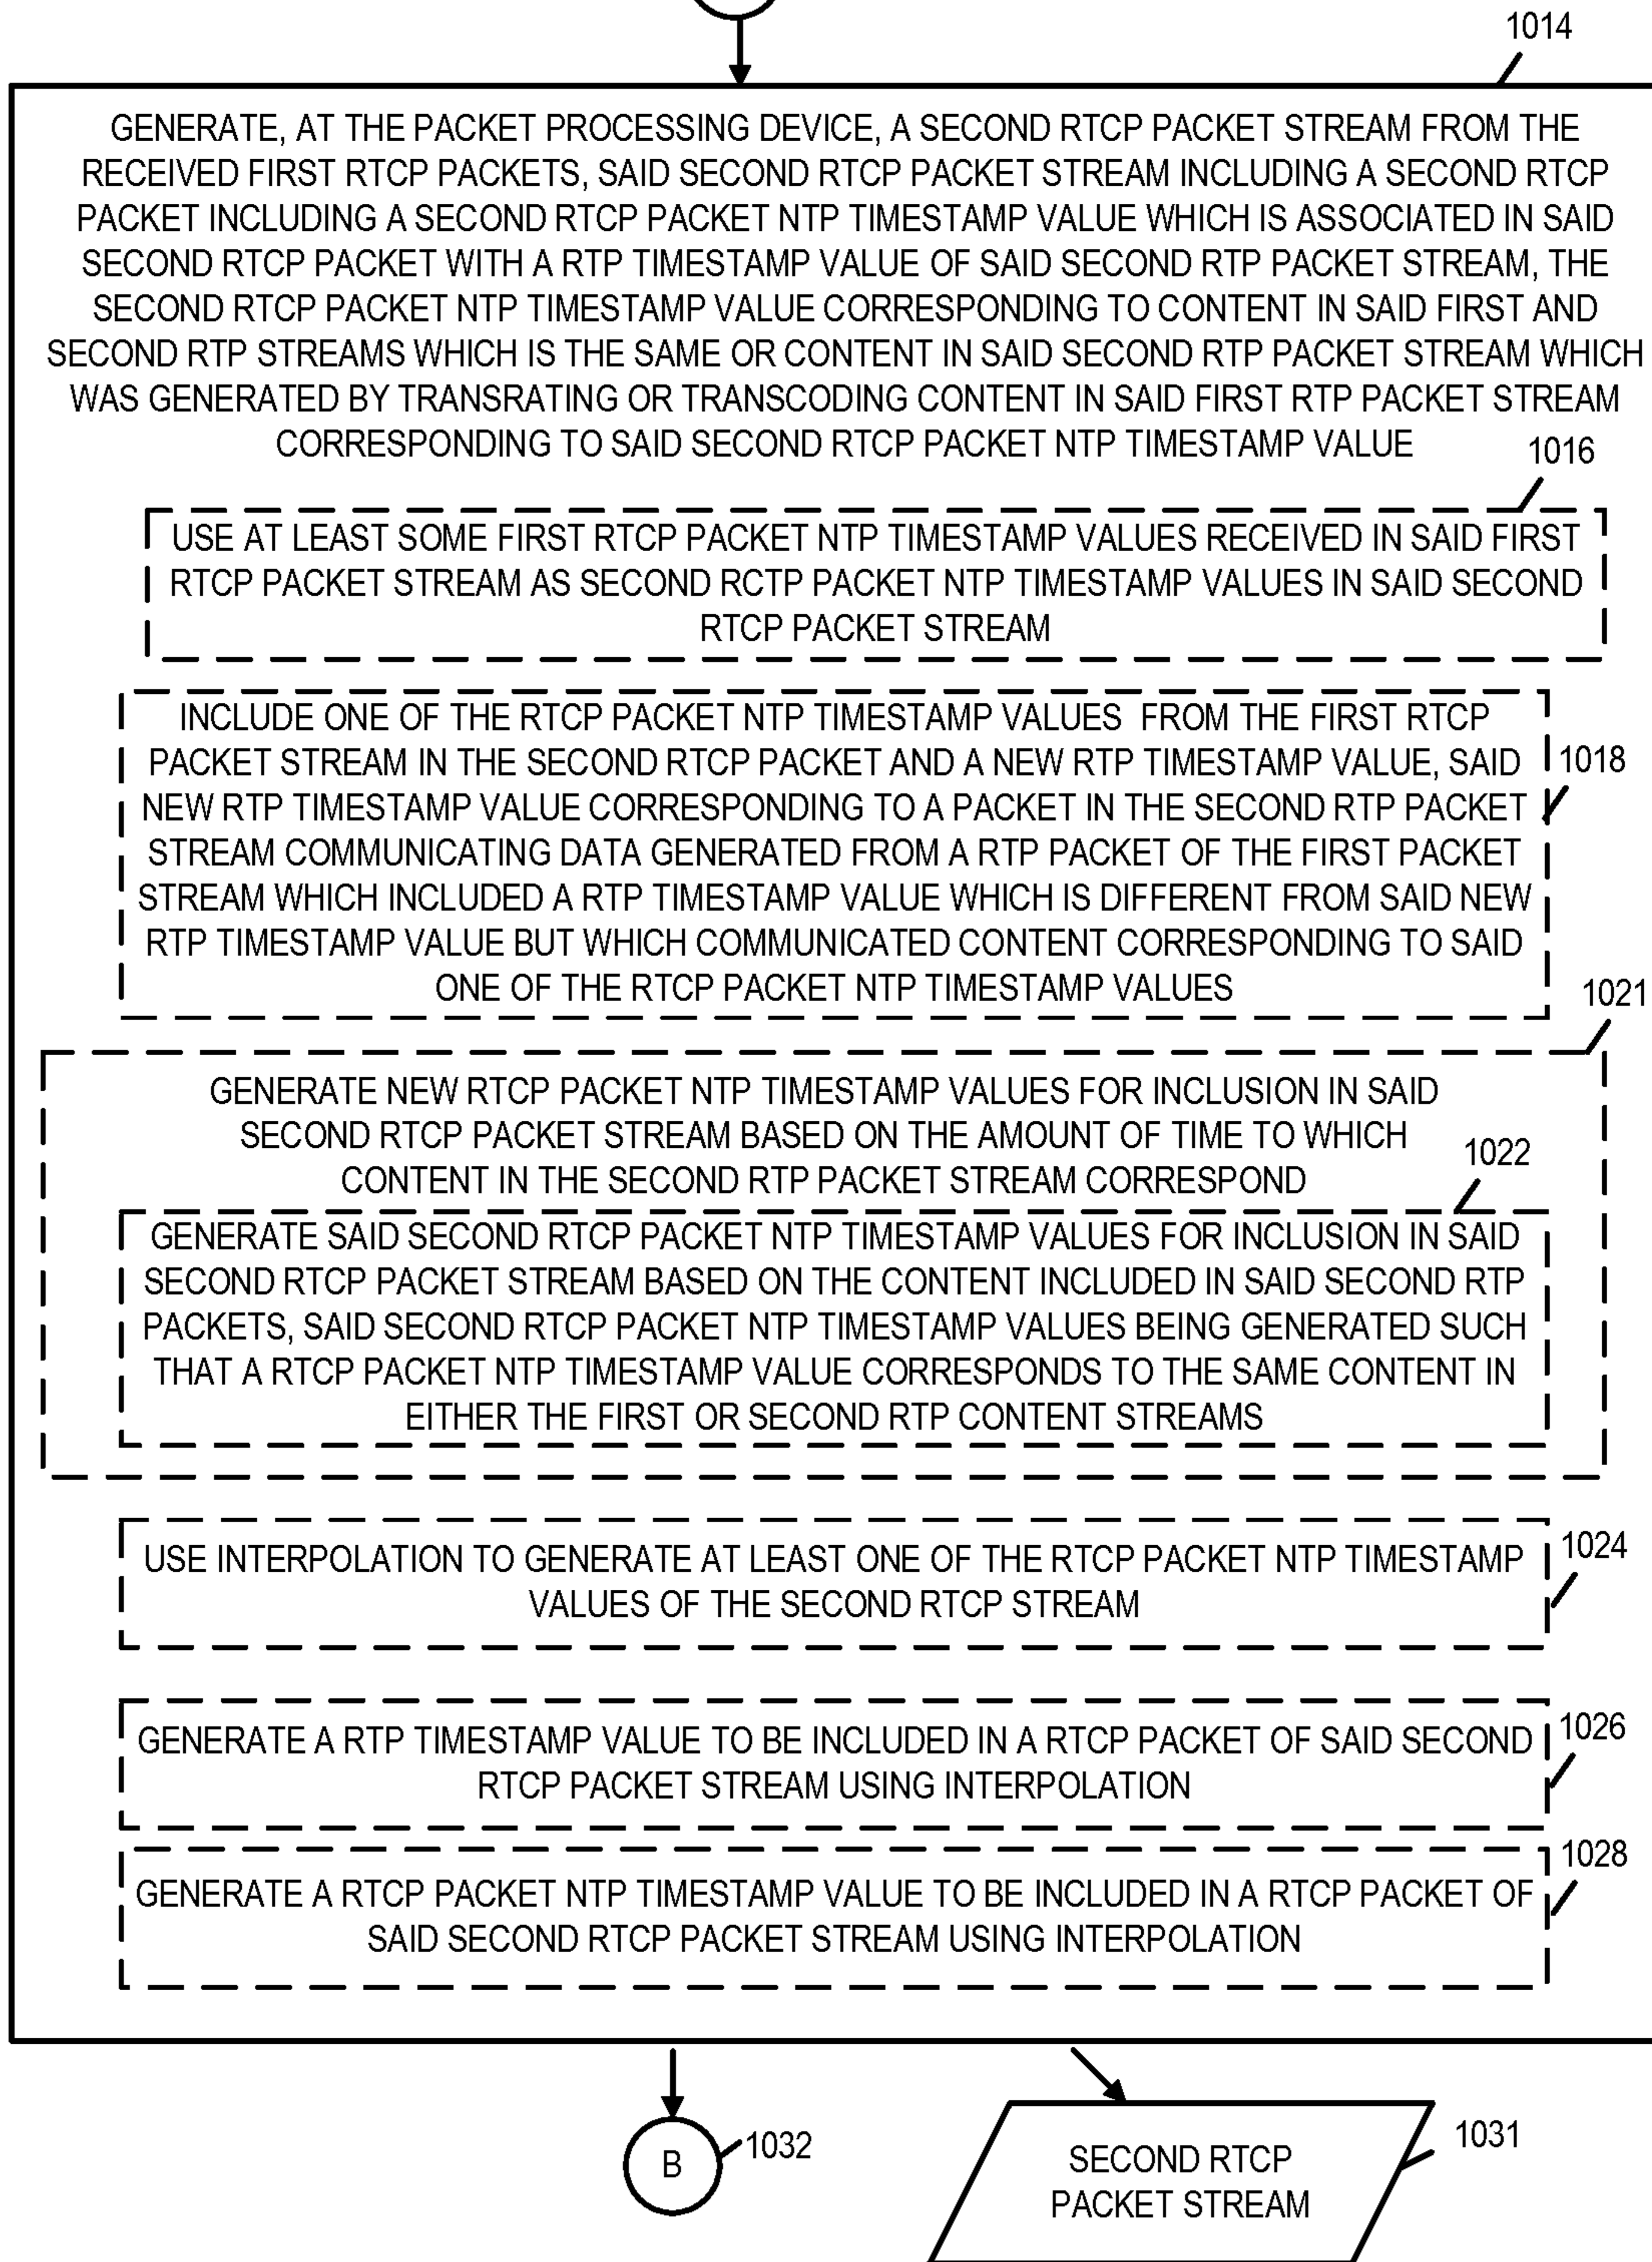 1014
GENERATE, AT THE PACKET PROCESSING DEVICE, A SECOND RTCP PACKET STREAM FROM THE
RECEIVED FIRST RTCP PACKETS, SAID SECOND RTCP PACKET STREAM INCLUDING A SECOND RTCP
PACKET INCLUDING A SECOND RTCP PACKET NTP TIMESTAMP VALUE WHICH IS ASSOCIATED IN SAID
SECOND RTCP PACKET WITH A RTP TIMESTAMP VALUE OF SAID SECOND RTP PACKET STREAM, THE
SECOND RTCP PACKET NTP TIMESTAMP VALUE CORRESPONDING TO CONTENT IN SAID FIRST AND
SECOND RTP STREAMS WHICH IS THE SAME OR CONTENT IN SAID SECOND RTP PACKET STREAM WHICH
WAS GENERATED BY TRANSRATING OR TRANSCODING CONTENT IN SAID FIRST RTP PACKET STREAM
CORRESPONDING TO SAID SECOND RTCP PACKET NTP TIMESTAMP VALUE
1016
USE AT LEAST SOME FIRST RTCP PACKET NTP TIMESTAMP VALUES RECEIVED IN SAID FIRST
RTCP PACKET STREAM AS SECOND RCTP PACKET NTP TIMESTAMP VALUES IN SAID SECOND
RTCP PACKET STREAM
INCLUDE ONE OF THE RTCP PACKET NTP TIMESTAMP VALUES FROM THE FIRST RTCP
PACKET STREAM IN THE SECOND RTCP PACKET AND A NEW RTP TIMESTAMP VALUE, SAID
1018
NEW RTP TIMESTAMP VALUE CORRESPONDING TO A PACKET IN THE SECOND RTP PACKET
STREAM COMMUNICATING DATA GENERATED FROM A RTP PACKET OF THE FIRST PACKET
STREAM WHICH INCLUDED A RTP TIMESTAMP VALUE WHICH IS DIFFERENT FROM SAID NEW
RTP TIMESTAMP VALUE BUT WHICH COMMUNICATED CONTENT CORRESPONDING TO SAID
ONE OF THE RTCP PACKET NTP TIMESTAMP VALUES
1021
GENERATE NEW RTCP PACKET NTP TIMESTAMP VALUES FOR INCLUSION IN SAID
SECOND RTCP PACKET STREAM BASED ON THE AMOUNT OF TIME TO WHICH
CONTENT IN THE SECOND RTP PACKET STREAM CORRESPOND
1022
GENERATE SAID SECOND RTCP PACKET NTP TIMESTAMP VALUES FOR INCLUSION IN SAID
SECOND RTCP PACKET STREAM BASED ON THE CONTENT INCLUDED IN SAID SECOND RTP
PACKETS, SAID SECOND RTCP PACKET NTP TIMESTAMP VALUES BEING GENERATED SUCH
THAT A RTCP PACKET NTP TIMESTAMP VALUE CORRESPONDS TO THE SAME CONTENT IN
EITHER THE FIRST OR SECOND RTP CONTENT STREAMS
USE INTERPOLATION TO GENERATE AT LEAST ONE OF THE RTCP PACKET NTP TIMESTAMP
1024
VALUES OF THE SECOND RTCP STREAM
GENERATE A RTP TIMESTAMP VALUE TO BE INCLUDED IN A RTCP PACKET OF SAID SECOND
1026
RTCP PACKET STREAM USING INTERPOLATION
1028
GENERATE A RTCP PACKET NTP TIMESTAMP VALUE TO BE INCLUDED IN A RTCP PACKET OF
SAID SECOND RTCP PACKET STREAM USING INTERPOLATION
B
1032
SECOND RTCP
PACKET STREAM
1031